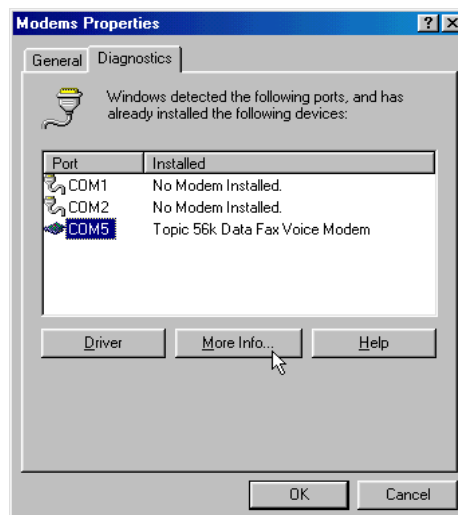 Modems Properties
General Diagnostics
Windows detected the following ports, and has
already installed the following devices:
Port Installed
COM1 No Modem Installed.
COM2 No Modem Installed.
COM5 Topic 56k Data Fax Voice Modem
Driver More Info... Help
OK Cancel